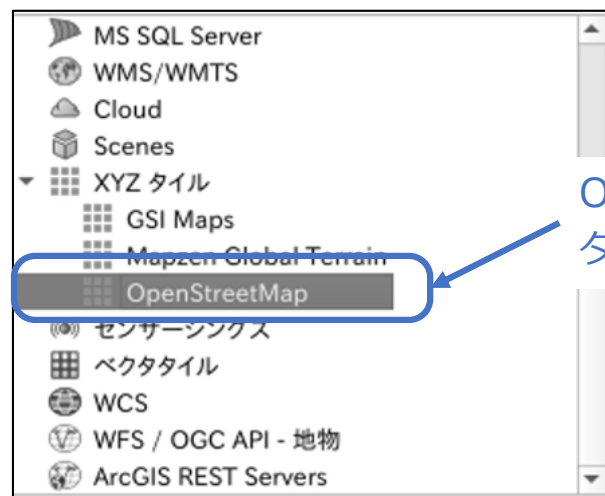 MS SQL Server
WMS/WMTS
Cloud
Scenes
XYZ タイル
GSI Maps
Mapzen Global Terrain
OpenStreetMap
センサーシングス
ベクタタイル
WCS
WFS / OGC API - 地物
ArcGIS REST Servers